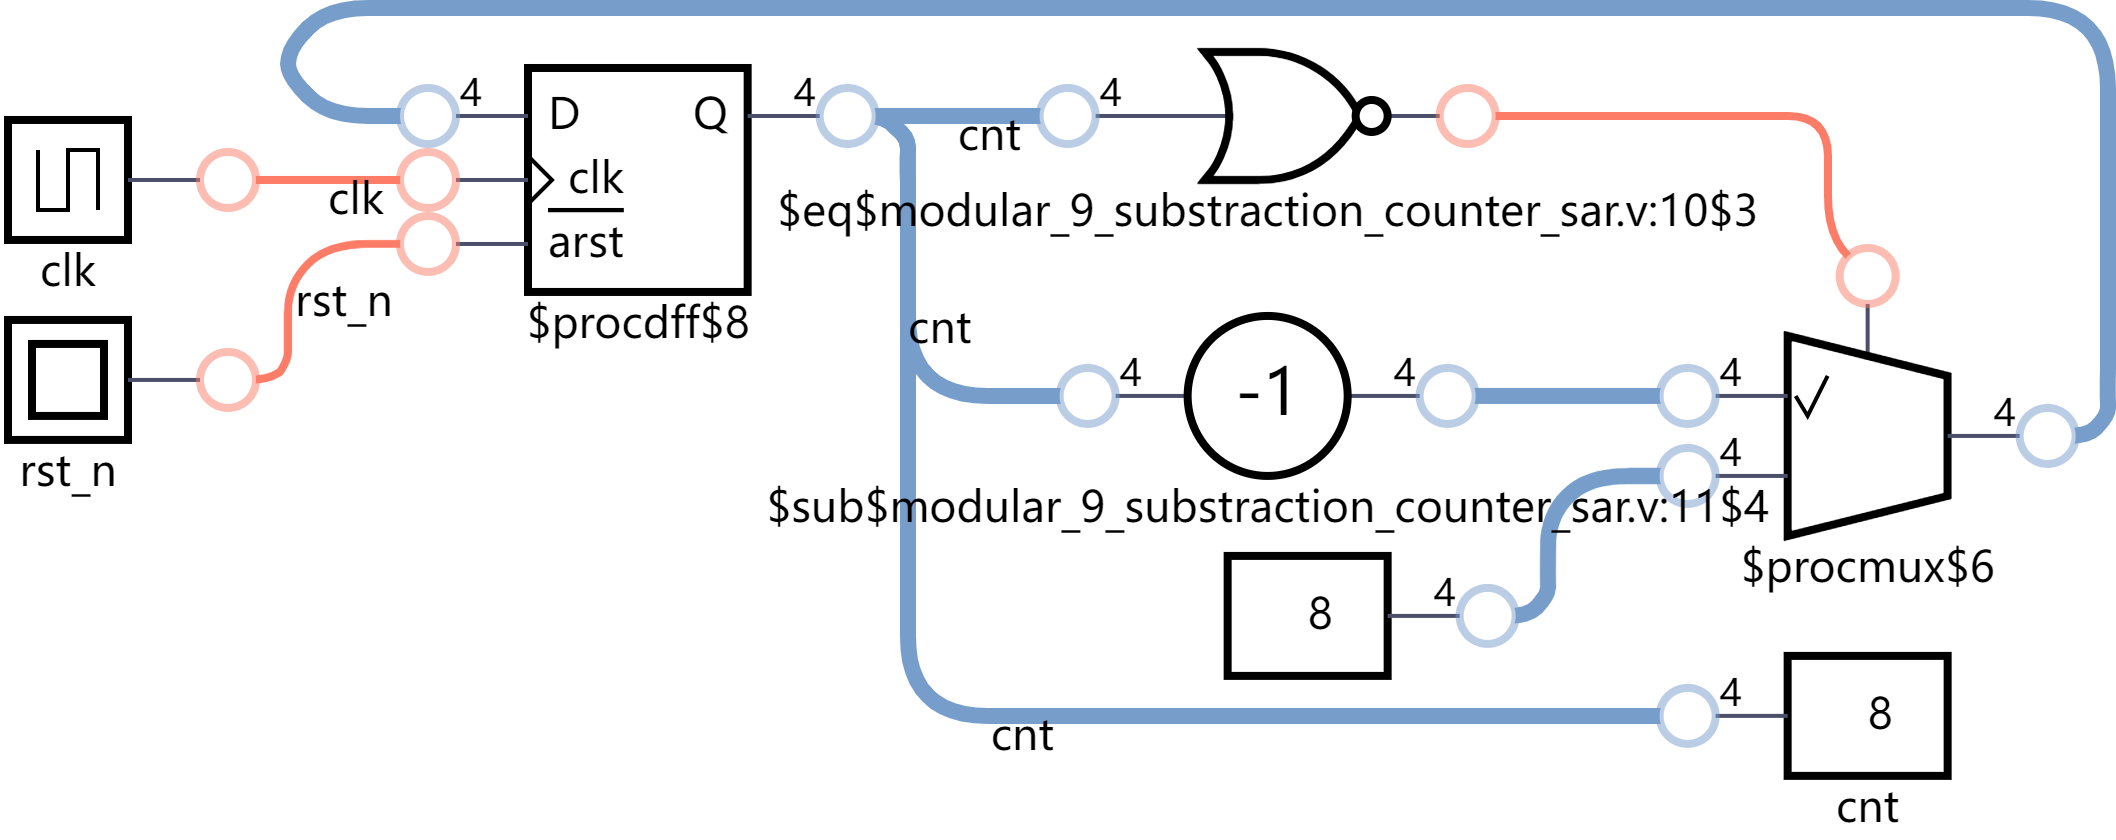 4
D
Q
4
4
cnt
clk
clk
arst
clk
rst_n
$procdff$8
rst_n
$eq$modular_9_substraction_counter_sar.v:10$3
cnt
4
-1
4
4
4
4
$sub$modular_9_substraction_counter_sar.v:11$4
$procmux$6
8
4
cnt
4
8
cnt